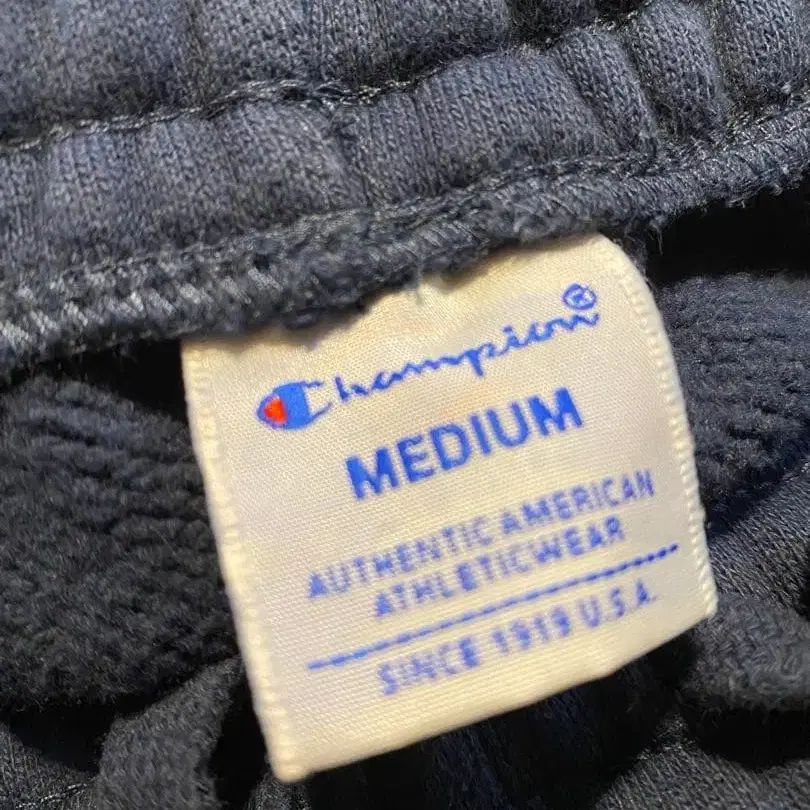 Champion®
MEDIUM
AUTHENTIC AMERICAN
ATHLETICWEAR
SINCE 1919 U.S.A.